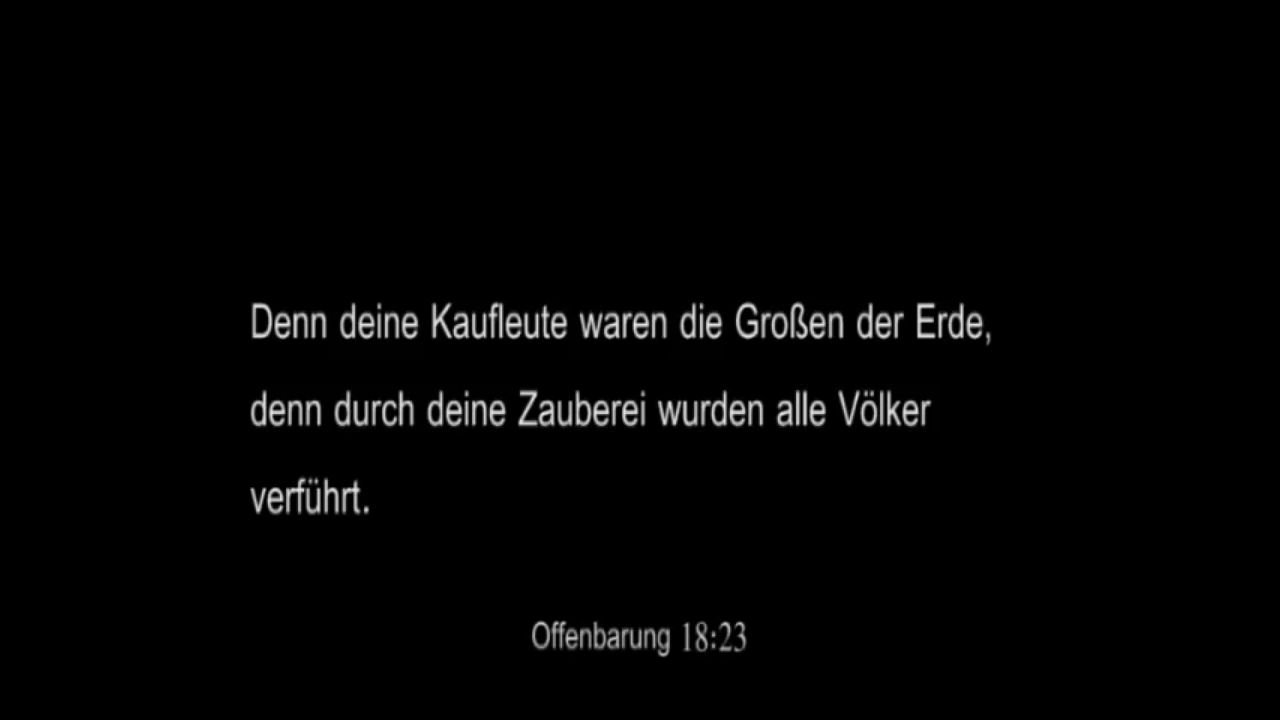 Denn deine Kaufleute waren die Großen der Erde,
denn durch deine Zauberei wurden alle Völker
verführt.
Offenbarung 18:23